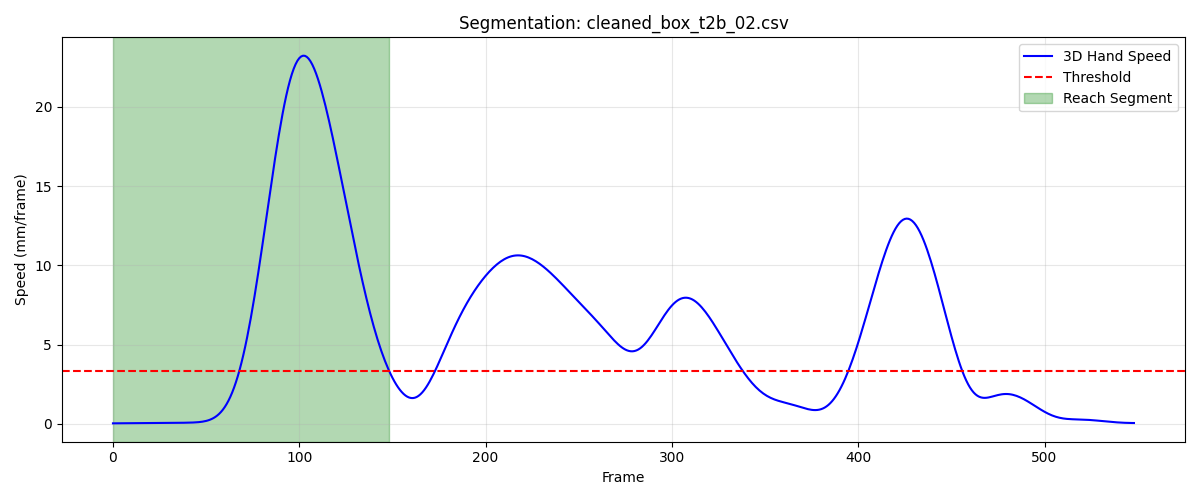 Segmentation: cleaned_box_t2b_02.csv
3D Hand Speed
Threshold
Reach Segment
Speed (mm/frame)
20
15
10
5
0
0 100 200 300 400 500
Frame